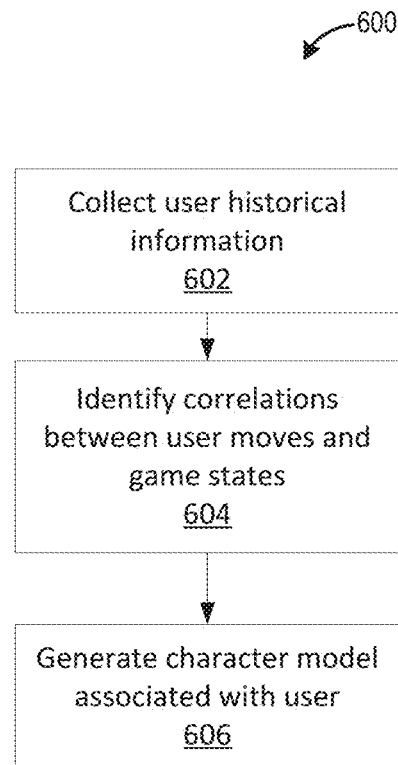 600
Collect user historical
information
602
Identify correlations
between user moves and
game states
604
Generate character model
associated with user
606